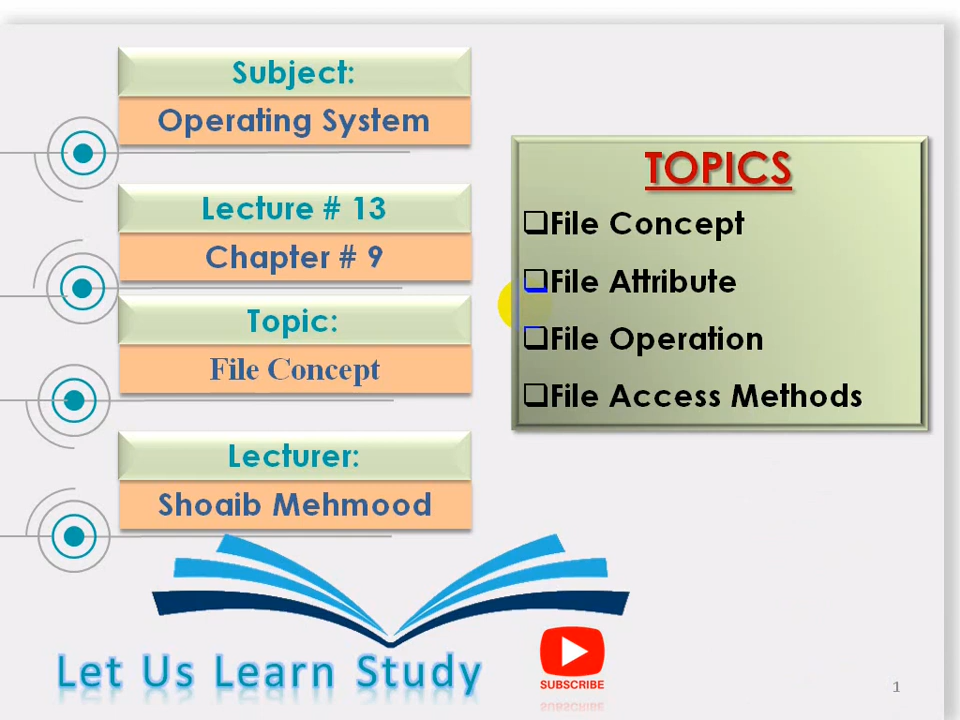 Subject:
Operating System
Lecture # 13
Chapter # 9
Topic:
File Concept
Lecturer:
Shoaib Mehmood
TOPICS
❑File Concept
❑File Attribute
❑File Operation
❑File Access Methods
Let Us Learn Study
SUBSCRIBE
1